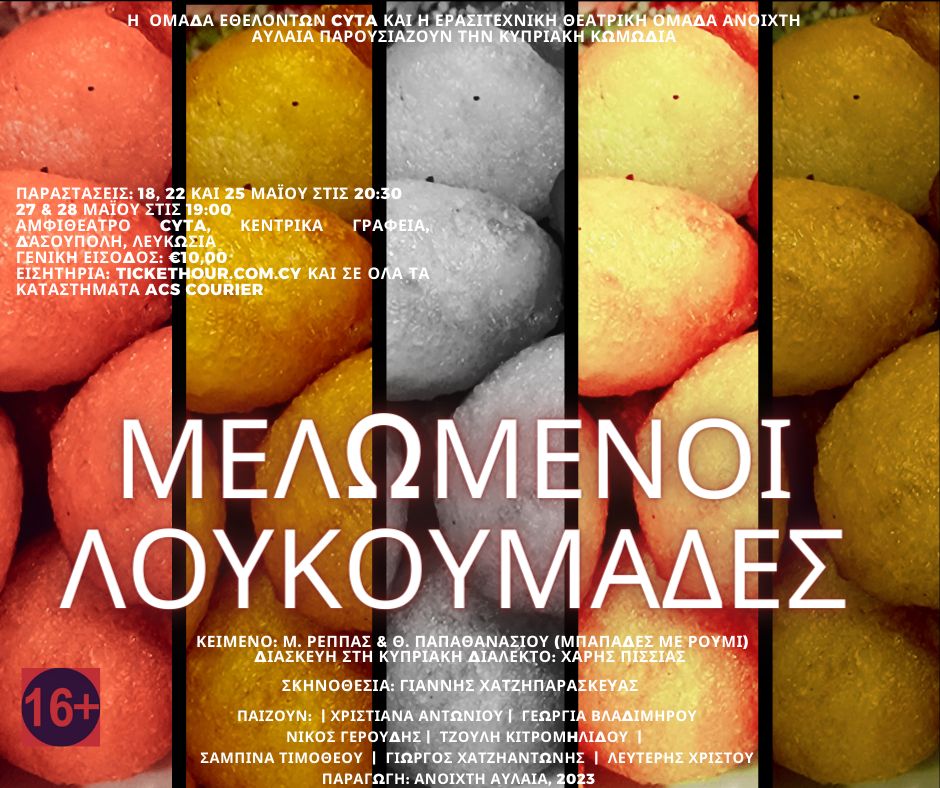 Η ΟΜΑΔΑ ΕΘΕΛΟΝΤΩΝ CYTA ΚΑΙ Η ΕΡΑΣΙΤΕΧΝΙΚΗ ΘΕΑΤΡΙΚΗ ΟΜΑΔΑ ΑΝΟΙΧΤΗ
ΑΥΛΑΙΑ ΠΑΡΟΥΣΙΑΖΟΥΝ ΤΗΝ ΚΥΠΡΙΑΚΗ ΚΩΜΩΔΙΑ
ΠΑΡΑΣΤΑΣΕΙΣ: 18, 22 ΚΑΙ 25 ΜΑΪΟΥ ΣΤΙΣ 20:30
27 & 28 ΜΑΪΟΥ ΣΤΙΣ 19:00
ΑΜΦΙΘΕΑΤΡΟ CYTA, ΚΕΝΤΡΙΚΑ ΓΡΑΦΕΙΑ,
ΔΑΣΟΥΠΟΛΗ, ΛΕΥΚΩΣΙΑ
ΓΕΝΙΚΗ ΕΙΣΟΔΟΣ: €10,00
ΕΙΣΗΤΗΡΙΑ: TICKETHOUR.COM.CY ΚΑΙ ΣΕ ΟΛΑ ΤΑ
ΚΑΤΑΣΤΗΜΑΤΑ ACS COURIER
ΜΕΛΩΜΕΝΟΙ
ΛΟΥΚΟΥΜΑΔΕΣ
ΚΕΙΜΕΝΟ: Μ. ΡΕΠΠΑΣ & Θ. ΠΑΠΑΘΑΝΑΣΙΟΥ (ΜΠΑΜΠΑΔΕΣ ΜΕ ΡΟΥΜΙ)
ΔΙΑΣΚΕΥΗ ΣΤΗ ΚΥΠΡΙΑΚΗ ΔΙΑΛΕΚΤΟ: ΧΑΡΗΣ ΠΙΣΣΙΑΣ
ΣΚΗΝΟΘΕΣΙΑ: ΓΙΑΝΝΗΣ ΧΑΤΖΗΠΑΡΑΣΚΕΥΑΣ
16+
ΠΑΙΖΟΥΝ: | ΧΡΙΣΤΙΑΝΑ ΑΝΤΩΝΙΟΥ | ΓΕΩΡΓΙΑ ΒΛΑΔΙΜΗΡΟΥ
ΝΙΚΟΣ ΓΕΡΟΥΔΗΣ | ΤΖΟΥΛΗ ΚΙΤΡΟΜΗΛΙΔΟΥ |
ΣΑΜΠΙΝΑ ΤΙΜΟΘΕΟΥ | ΓΙΩΡΓΟΣ ΧΑΤΖΗΑΝΤΩΝΗΣ | ΛΕΥΤΕΡΗΣ ΧΡΙΣΤΟΥ
ΠΑΡΑΓΩΓΗ: ΑΝΟΙΧΤΗ ΑΥΛΑΙΑ, 2023